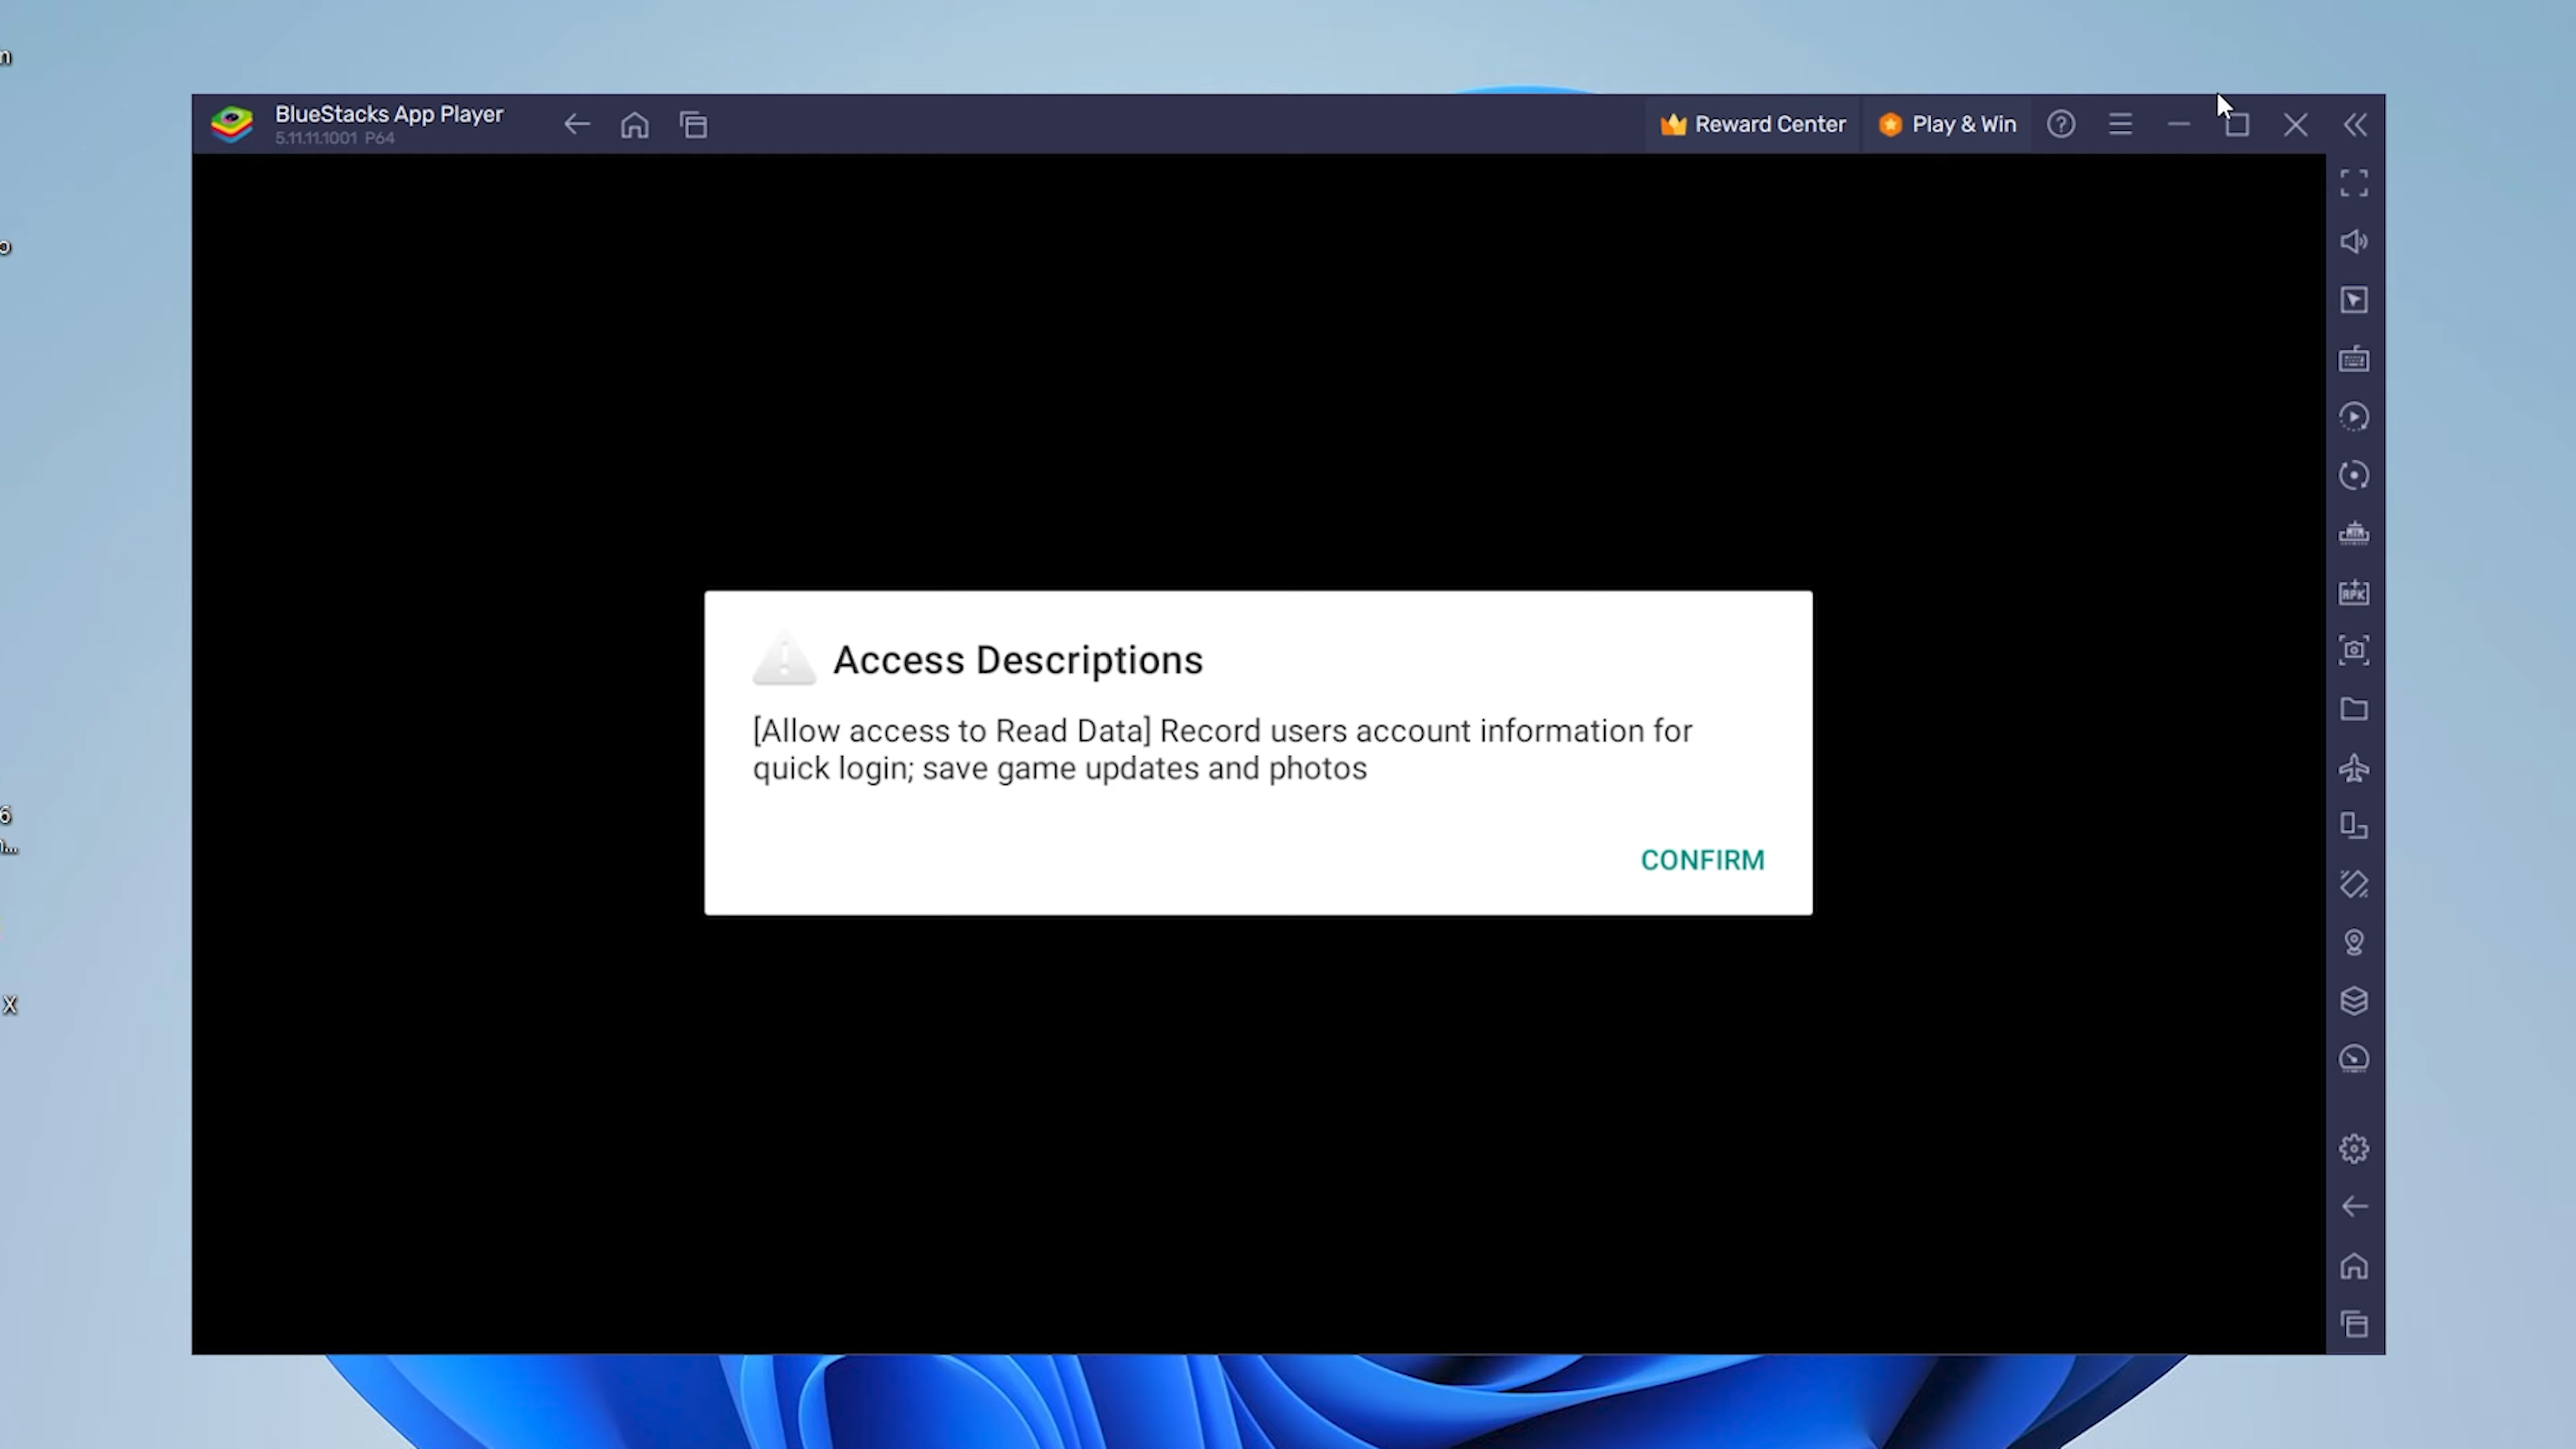 BlueStacks App Player
5.11.11.1001 P64
Reward Center
Play & Win
APK
Access Descriptions
[Allow access to Read Data] Record users account information for
quick login; save game updates and photos
CONFIRM
X